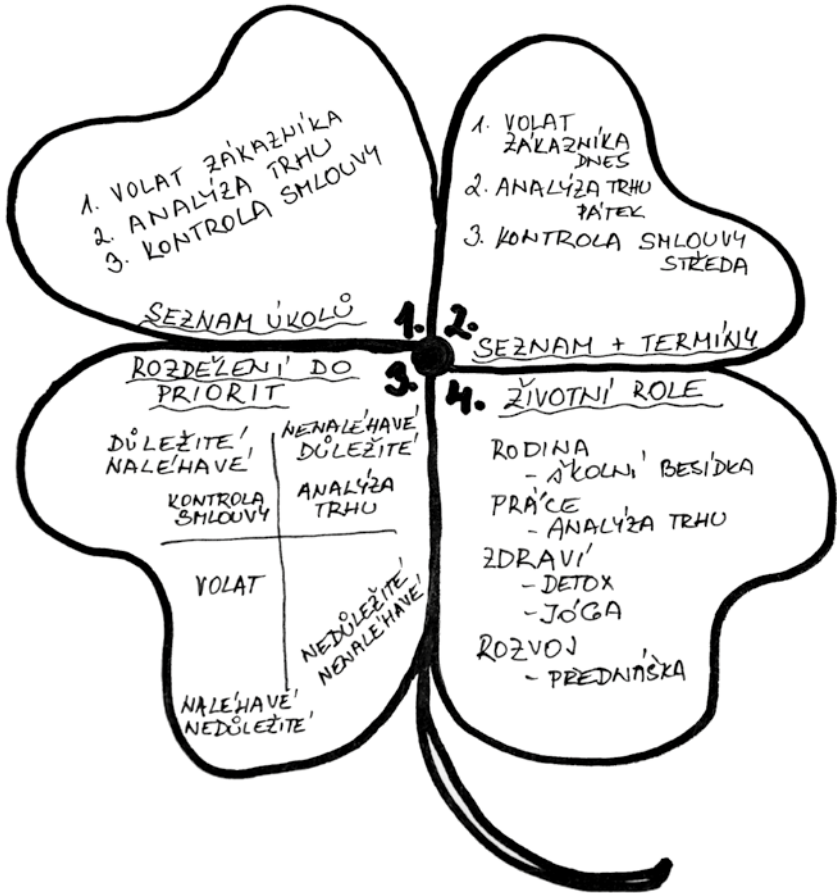 1. VOLAT ZÁKAZNÍKA
2. ANALÝZA TRHU
3. KONTROLA SMLOUVY
SEZNAM ÚKOLŮ
1.
1. VOLAT
ZÁKAZNÍKA
DNES
2. ANALÝZA TRHU
PÁTEK
3. KONTROLA SMLOUVY
STŘEDA
2.
SEZNAM + TERMÍNY
3.
ROZDĚLENÍ DO
PRIORIT
DŮLEŽITÉ
NALÉHAVÉ
KONTROLA
SMLOUVY
NENALÉHAVÉ
DŮLEŽITÉ
ANALÝZA
TRHU
VOLAT
NALÉHAVÉ
NEDŮLEŽITÉ
NEDŮLEŽITÉ
NENALÉHAVÉ
4.
ŽIVOTNÍ ROLE
RODINA
- ŠKOLNÍ BESÍDKA
PRÁCE
- ANALÝZA TRHU
ZDRAVÍ
- DETOX
- JÓGA
ROZVOJ
- PŘEDNÁŠKA